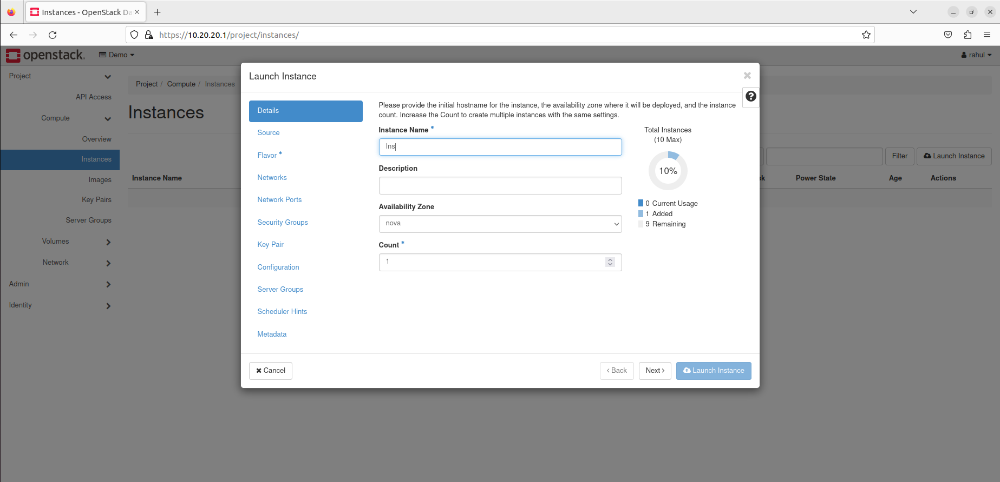 Instances - OpenStack Da
https://10.20.20.1/project/instances/
openstack.
Demo
rahul
Project
API Access
Compute
Overview
Instances
Images
Key Pairs
Server Groups
Volumes
Network
Admin
Identity
Project / Compute / Instances
Instances
Filter
Launch Instance
Instance Name
sk
Power State
Age
Actions
Launch Instance
Details
Source
Flavor *
Networks
Network Ports
Security Groups
Key Pair
Configuration
Server Groups
Scheduler Hints
Metadata
Please provide the initial hostname for the instance, the availability zone where it will be deployed, and the instance
count. Increase the Count to create multiple instances with the same settings.
Instance Name *
Ins
Description
Availability Zone
nova
Count *
1
Total Instances
(10 Max)
10%
0 Current Usage
1 Added
9 Remaining
Cancel
‹ Back
Next ›
Launch Instance